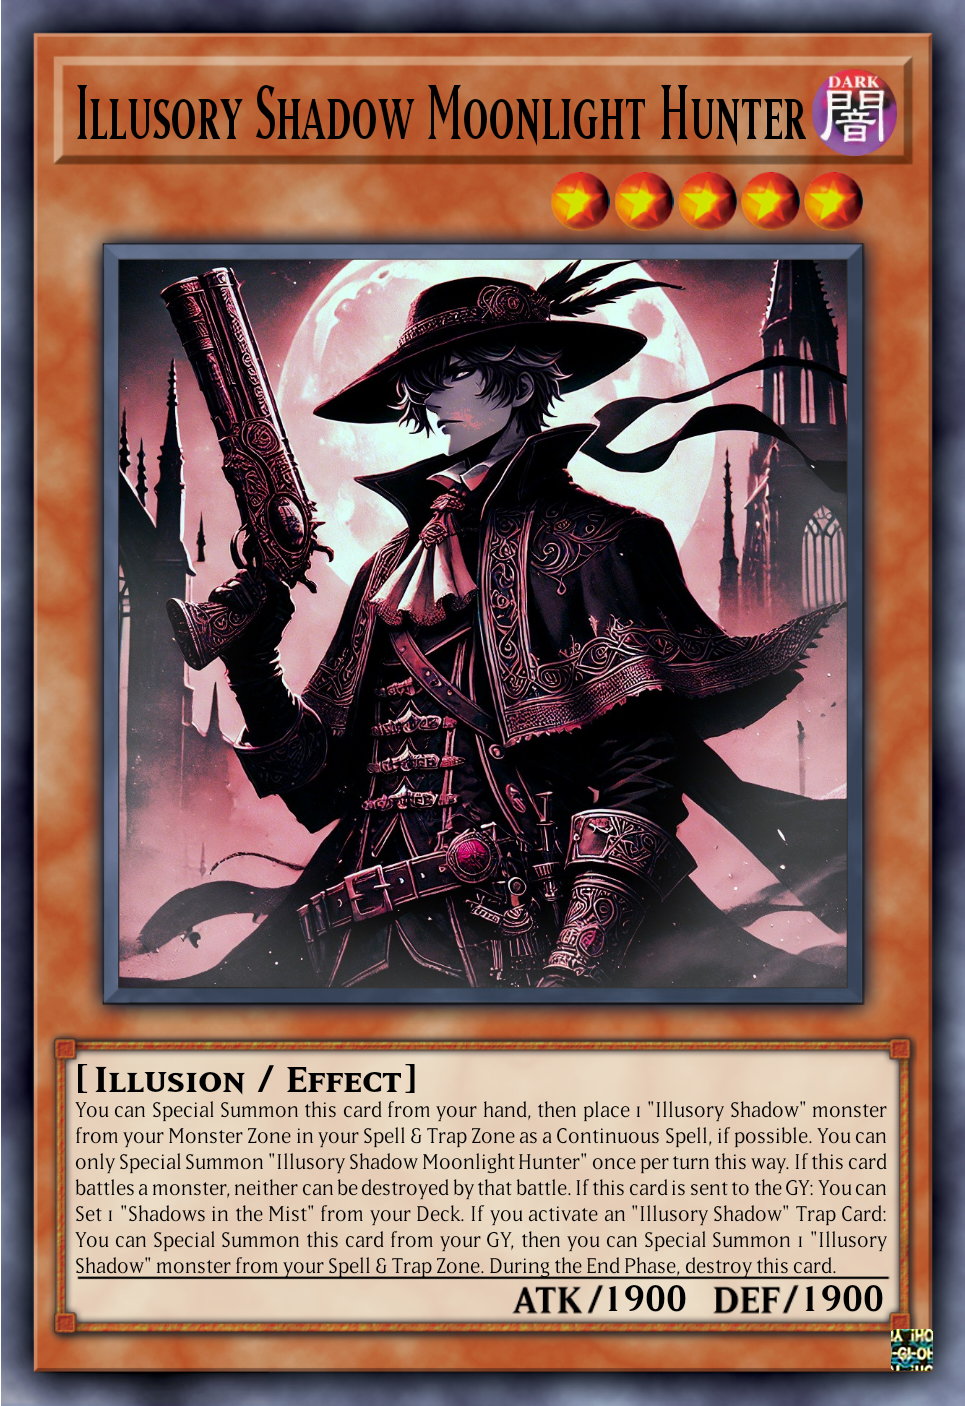 Illusory Shadow Moonlight Hunter
DARK
闇
[Illusion / Effect]
You can Special Summon this card from your hand, then place 1 "Illusory Shadow" monster
from your Monster Zone in your Spell & Trap Zone as a Continuous Spell, if possible. You can
only Special Summon "Illusory Shadow Moonlight Hunter" once per turn this way. If this card
battles a monster, neither can be destroyed by that battle. If this card is sent to the GY: You can
Set 1 "Shadows in the Mist" from your Deck. If you activate an "Illusory Shadow" Trap Card:
You can Special Summon this card from your GY, then you can Special Summon 1 "Illusory
Shadow" monster from your Spell & Trap Zone. During the End Phase, destroy this card.
ATK/1900 DEF/1900